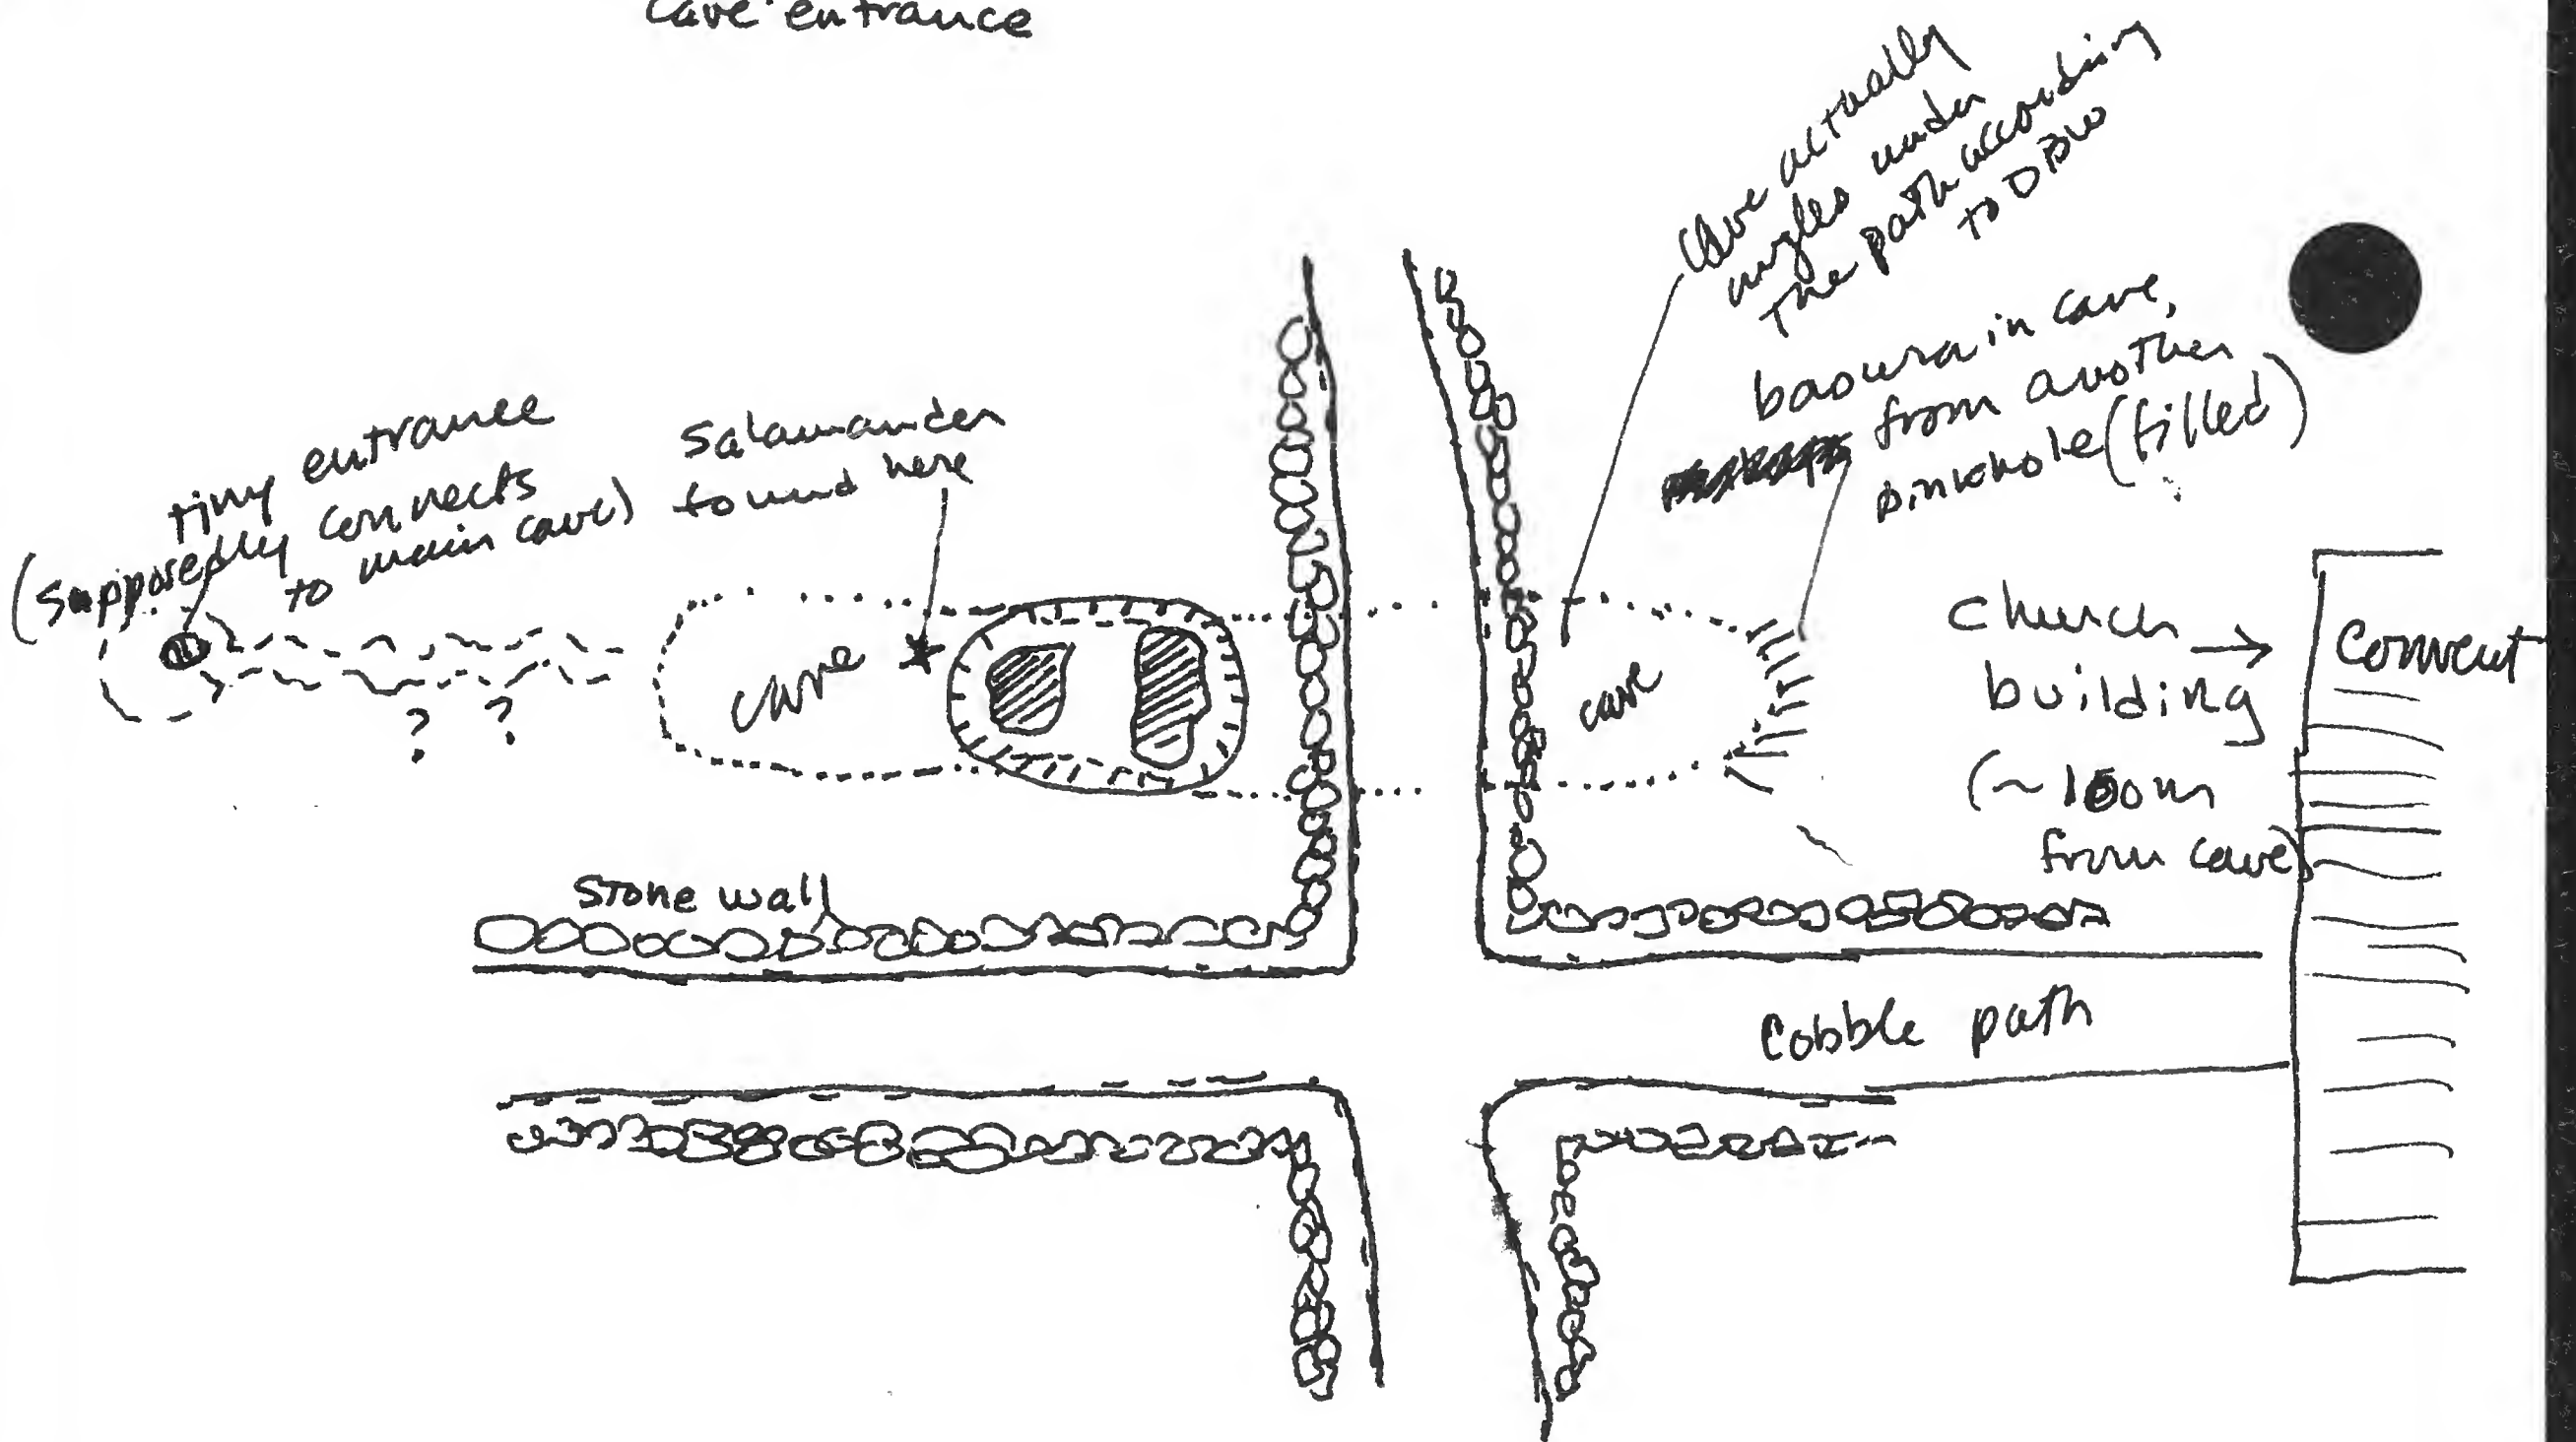 Cave entrance
Cave actually
angles under
the path according
to DBW
basura in cave,
from another
sinkhole (filled)
tiny entrance
(supposedly connects
to main cave)
Salamander
found here
cave
cave
? ?
Church →
building
(~100m
from cave)
Convent
Stone wall
Cobble path